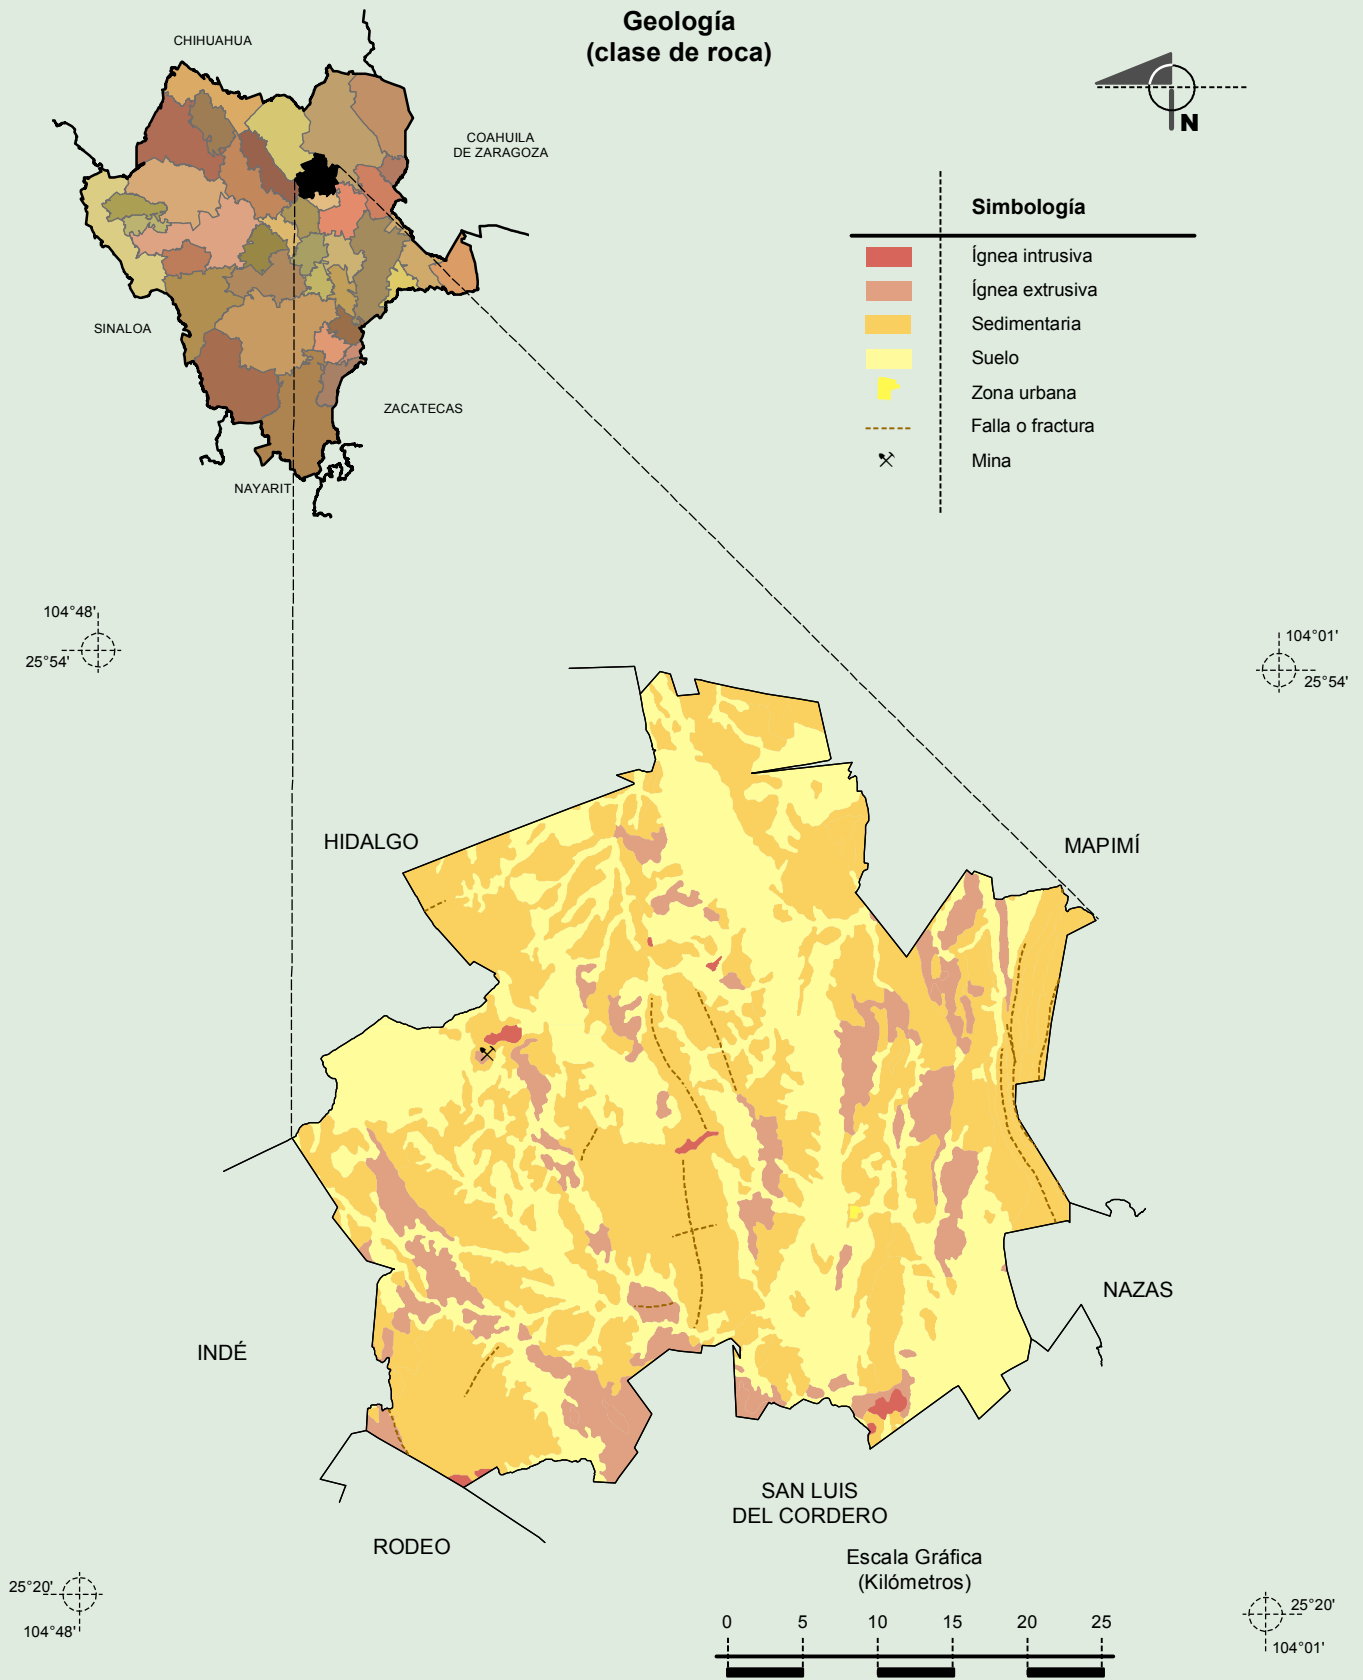 Geología
(clase de roca)
CHIHUAHUA
COAHUILA
DE ZARAGOZA
SINALOA
ZACATECAS
NAYARIT
N
Simbología
Ígnea intrusiva
Ígnea extrusiva
Sedimentaria
Suelo
Zona urbana
Falla o fractura
Mina
104°48'
25°54'
104°01'
25°54'
HIDALGO
MAPIMÍ
NAZAS
INDÉ
SAN LUIS
DEL CORDERO
RODEO
Escala Gráfica
(Kilómetros)
0 5 10 15 20 25
25°20'
104°48'
25°20'
104°01'